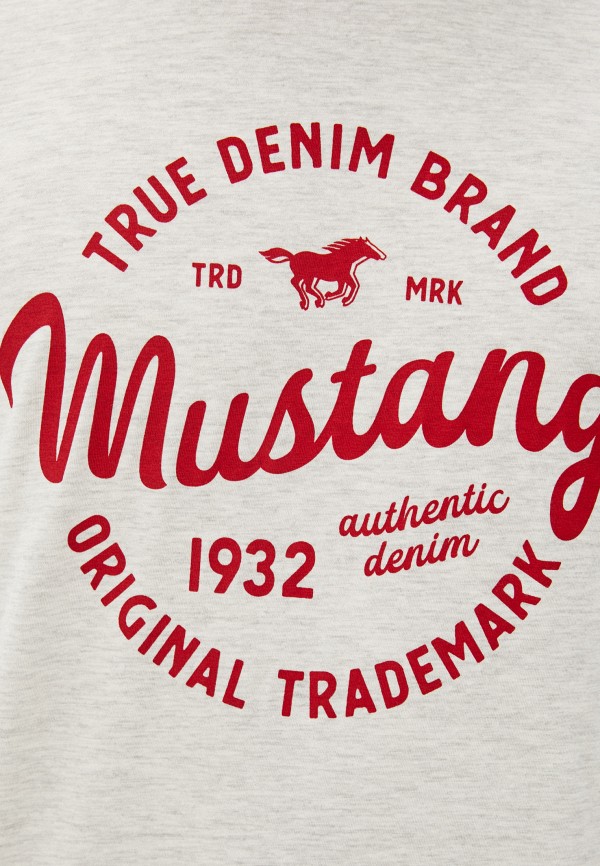 TRUE DENIM BRAND
TRD MRK
Mustang
authentic
denim
1932
ORIGINAL TRADEMARK